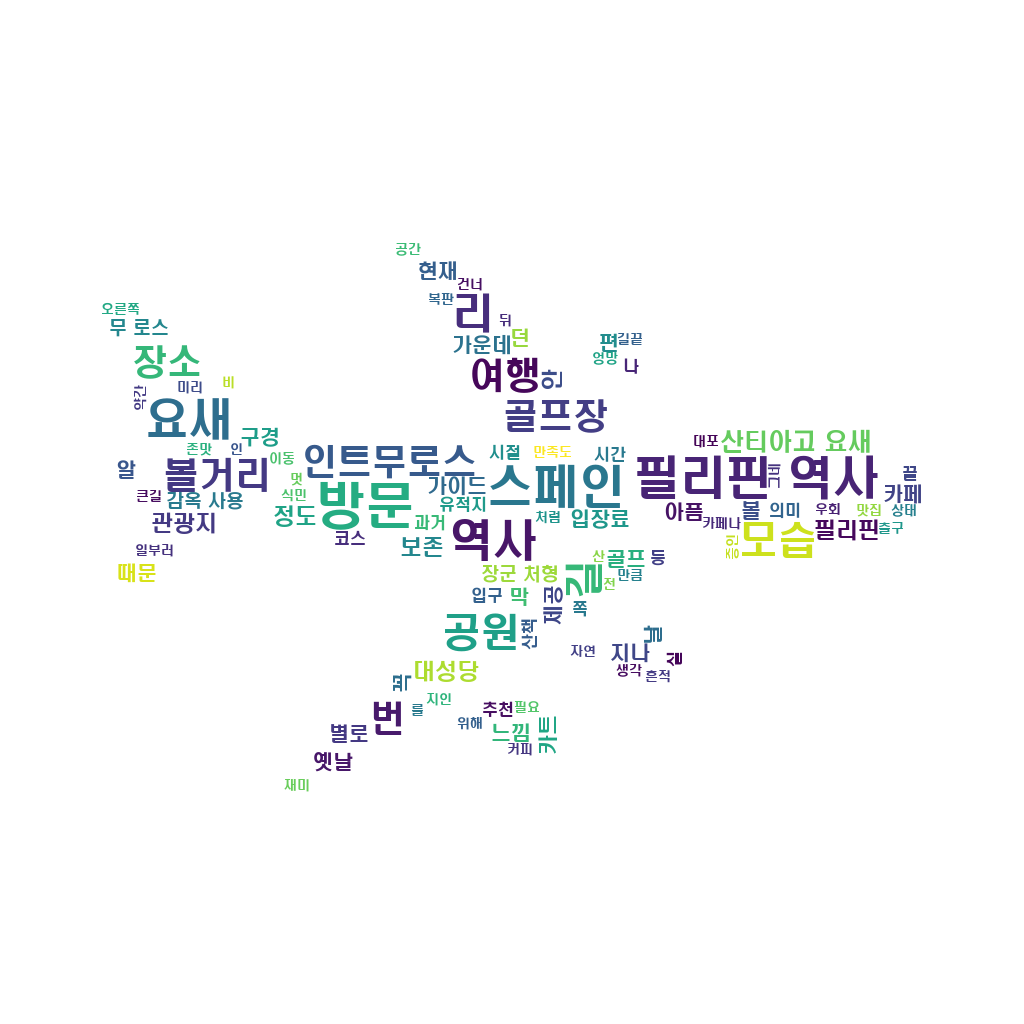 공간
현재
건너
오른쪽
복판
리
뒤
무 로스
가운데
던
편
길끝
장소
엉망
나
여행
안
약간
미리
비
요새
골프장
구경
대포
산티아고 요새
존맛
인
인트무로스
시절
만족도
시간
이동
알
볼거리
스페인
필리핀 역사
그늘
끝
멋
가이드
카페
큰길
감옥 사용
식민
방문
유적지
아픔
볼
의미
우회
맛집
상태
관광지
정도
과거
처럼
입장료
카페나
모습
필리핀
출구
코스
보존
역사
중인
일부러
산
골프
등
때문
장군 처형
길
만큼
전
입구
막
제공
쪽
공원
산책
날
자연
지나
실
대성당
생각
흔적
꼭
지인
번
를
추천
필요
별로
위해
느낌
카트
커피
옛날
재미